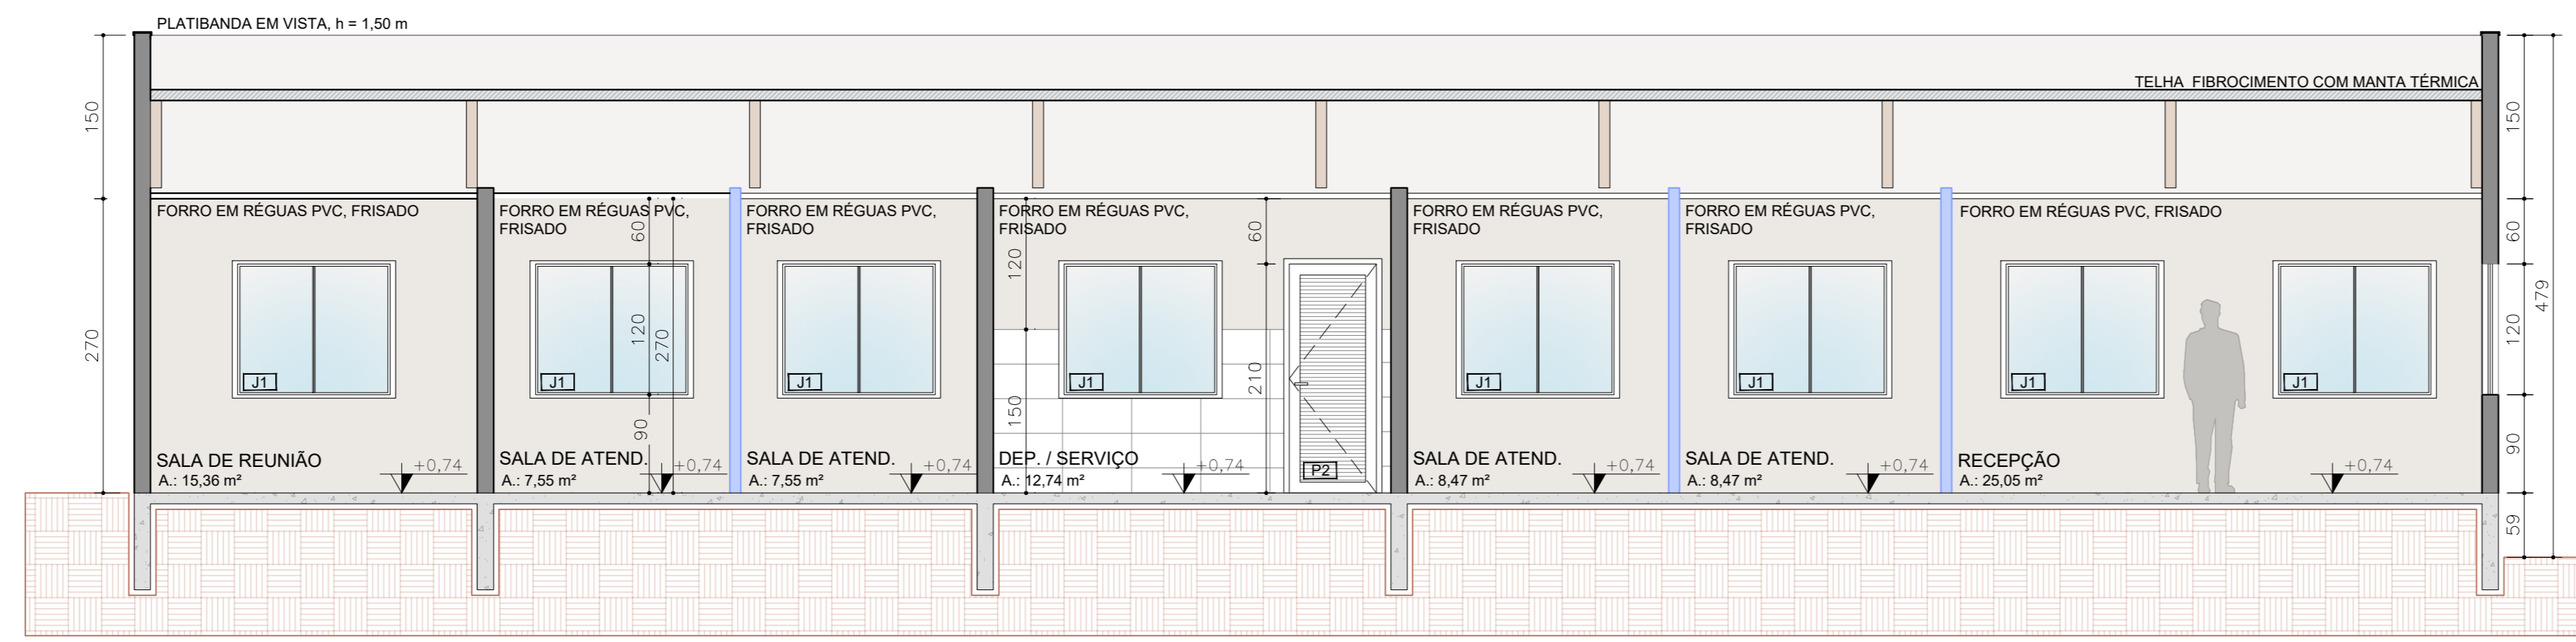 PLATIBANDA EM VISTA, h = 1,50 m
TELHA FIBROCIMENTO COM MANTA TÉRMICA
150
270
FORRO EM RÉGUAS PVC, FRISADO
J1
SALA DE REUNIÃO
A.: 15,36 m²
+0,74
FORRO EM RÉGUAS PVC,
FRISADO
60
120
270
90
J1
SALA DE ATEND.
A.: 7,55 m²
+0,74
FORRO EM RÉGUAS PVC,
FRISADO
J1
SALA DE ATEND.
A.: 7,55 m²
+0,74
FORRO EM RÉGUAS PVC,
FRISADO
120
150
J1
60
210
P2
DEP. / SERVIÇO
A.: 12,74 m²
+0,74
FORRO EM RÉGUAS PVC,
FRISADO
J1
SALA DE ATEND.
A.: 8,47 m²
+0,74
FORRO EM RÉGUAS PVC,
FRISADO
J1
SALA DE ATEND.
A.: 8,47 m²
+0,74
FORRO EM RÉGUAS PVC, FRISADO
J1
J1
RECEPÇÃO
A.: 25,05 m²
+0,74
150
60
120
90
59
479